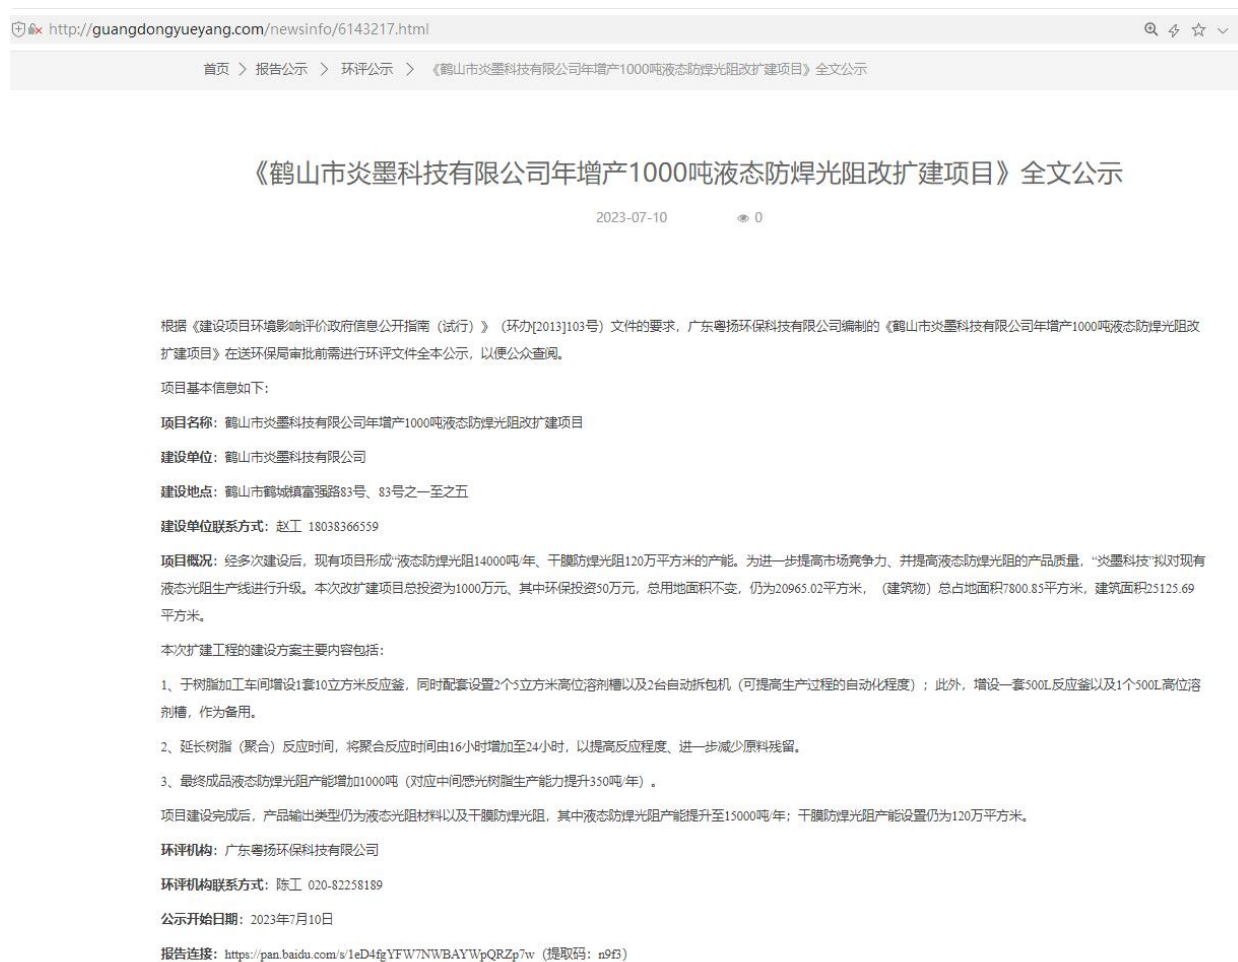 http://guangdongyueyang.com/newsinfo/6143217.html
首页 > 报告公示 > 环评公示 > 《鹤山市炎墨科技有限公司年增产1000吨液态防焊光阻改扩建项目》全文公示
《鹤山市炎墨科技有限公司年增产1000吨液态防焊光阻改扩建项目》全文公示
2023-07-10 0
根据《建设项目环境影响评价政府信息公开指南（试行）》（环办[2013]103号）文件的要求，广东粤扬环保科技有限公司编制的《鹤山市炎墨科技有限公司年增产1000吨液态防焊光阻改
扩建项目》在送环保局审批前需进行环评文件全本公示，以便公众查阅。
项目基本信息如下：
项目名称：鹤山市炎墨科技有限公司年增产1000吨液态防焊光阻改扩建项目
建设单位：鹤山市炎墨科技有限公司
建设地点：鹤山市鹤城镇富强路83号、83号之一至之五
建设单位联系方式：赵工 18038366559
项目概况：经多次建设后，现有项目形成“液态防焊光阻14000吨/年、干膜防焊光阻120万平方米的产能。为进一步提高市场竞争力、并提高液态防焊光阻的产品质量，“炎墨科技”拟对现有
液态光阻生产线进行升级。本次改扩建项目总投资为1000万元、其中环保投资50万元，总用地面积不变，仍为20965.02平方米，（建筑物）总占地面积7800.85平方米，建筑面积25125.69
平方米。
本次扩建工程的建设方案主要内容包括：
1、于树脂加工车间增设1套10立方米反应釜，同时配套设置2个5立方米高位溶剂槽以及2台自动拆包机（可提高生产过程的自动化程度）；此外，增设一套500L反应釜以及1个500L高位溶
剂槽，作为备用。
2、延长树脂（聚合）反应时间，将聚合反应时间由16小时增加至24小时，以提高反应程度、进一步减少原料残留。
3、最终成品液态防焊光阻产能增加1000吨（对应中间感光树脂生产能力提升350吨/年）。
项目建设完成后，产品输出类型仍为液态光阻材料以及干膜防焊光阻，其中液态防焊光阻产能提升至15000吨/年；干膜防焊光阻产能设置仍为120万平方米。
环评机构：广东粤扬环保科技有限公司
环评机构联系方式：陈工 020-82258189
公示开始日期：2023年7月10日
报告连接：https://pan.baidu.com/s/1eD4fgYFW7NWBAYWpQRZp7w（提取码：n9f3）